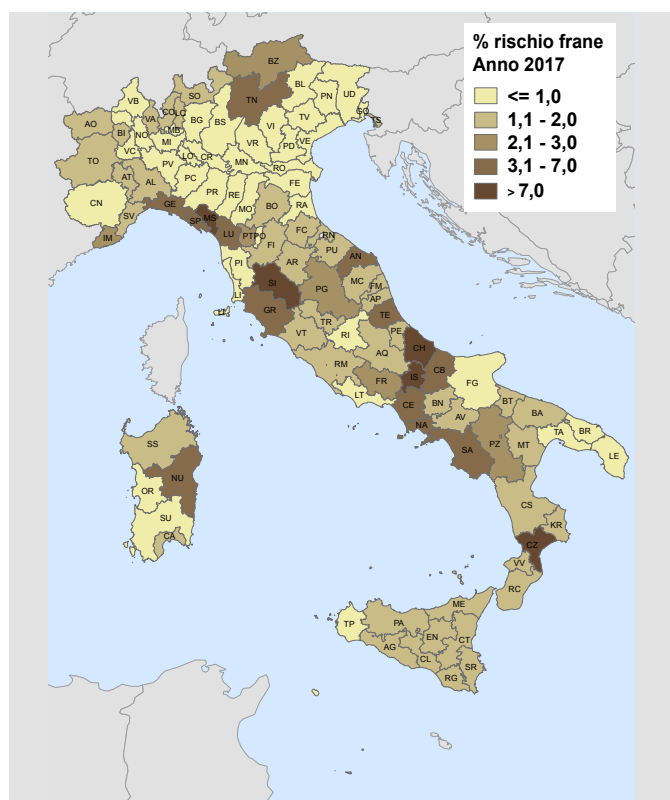 % rischio frane
Anno 2017
<= 1,0
1,1 - 2,0
2,1 - 3,0
3,1 - 7,0
> 7,0
BZ
SO
TN
BL
PN
UD
VB
AO
VA
CO
LC
BG
BS
TV
GO
TS
BI
NO
MB
MI
VI
VE
VR
PD
TO
VC
LO
CR
MN
RO
PV
AT
AL
PC
PR
RE
MO
FE
CN
SV
GE
BO
RA
IM
SP
MS
LU
PT
PO
FI
FC
RN
PU
AN
PI
AR
MC
FM
AP
LI
SI
PG
LI
GR
TE
VT
TR
RI
PE
AQ
CH
RM
FR
IS
CB
FG
LT
CE
BN
BT
BA
NA
AV
PZ
MT
TA
BR
LE
SA
SS
NU
OR
SU
CA
CS
KR
CZ
VV
RC
ME
TP
PA
EN
CT
AG
CL
SR
RG